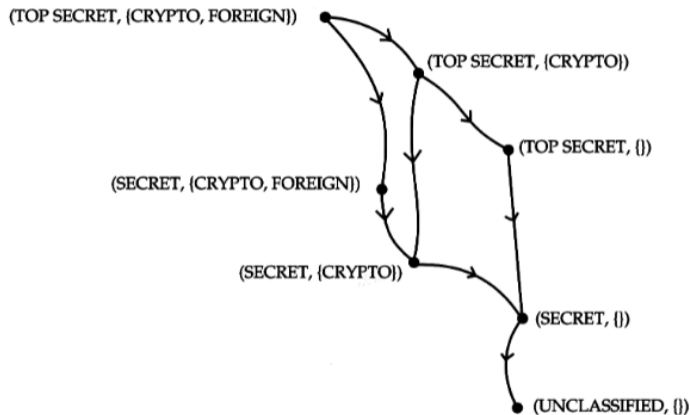 (TOP SECRET, {CRYPTO, FOREIGN})
(TOP SECRET, {CRYPTO})
(TOP SECRET, {})
(SECRET, {CRYPTO, FOREIGN})
(SECRET, {CRYPTO})
(SECRET, {})
(UNCLASSIFIED, {})